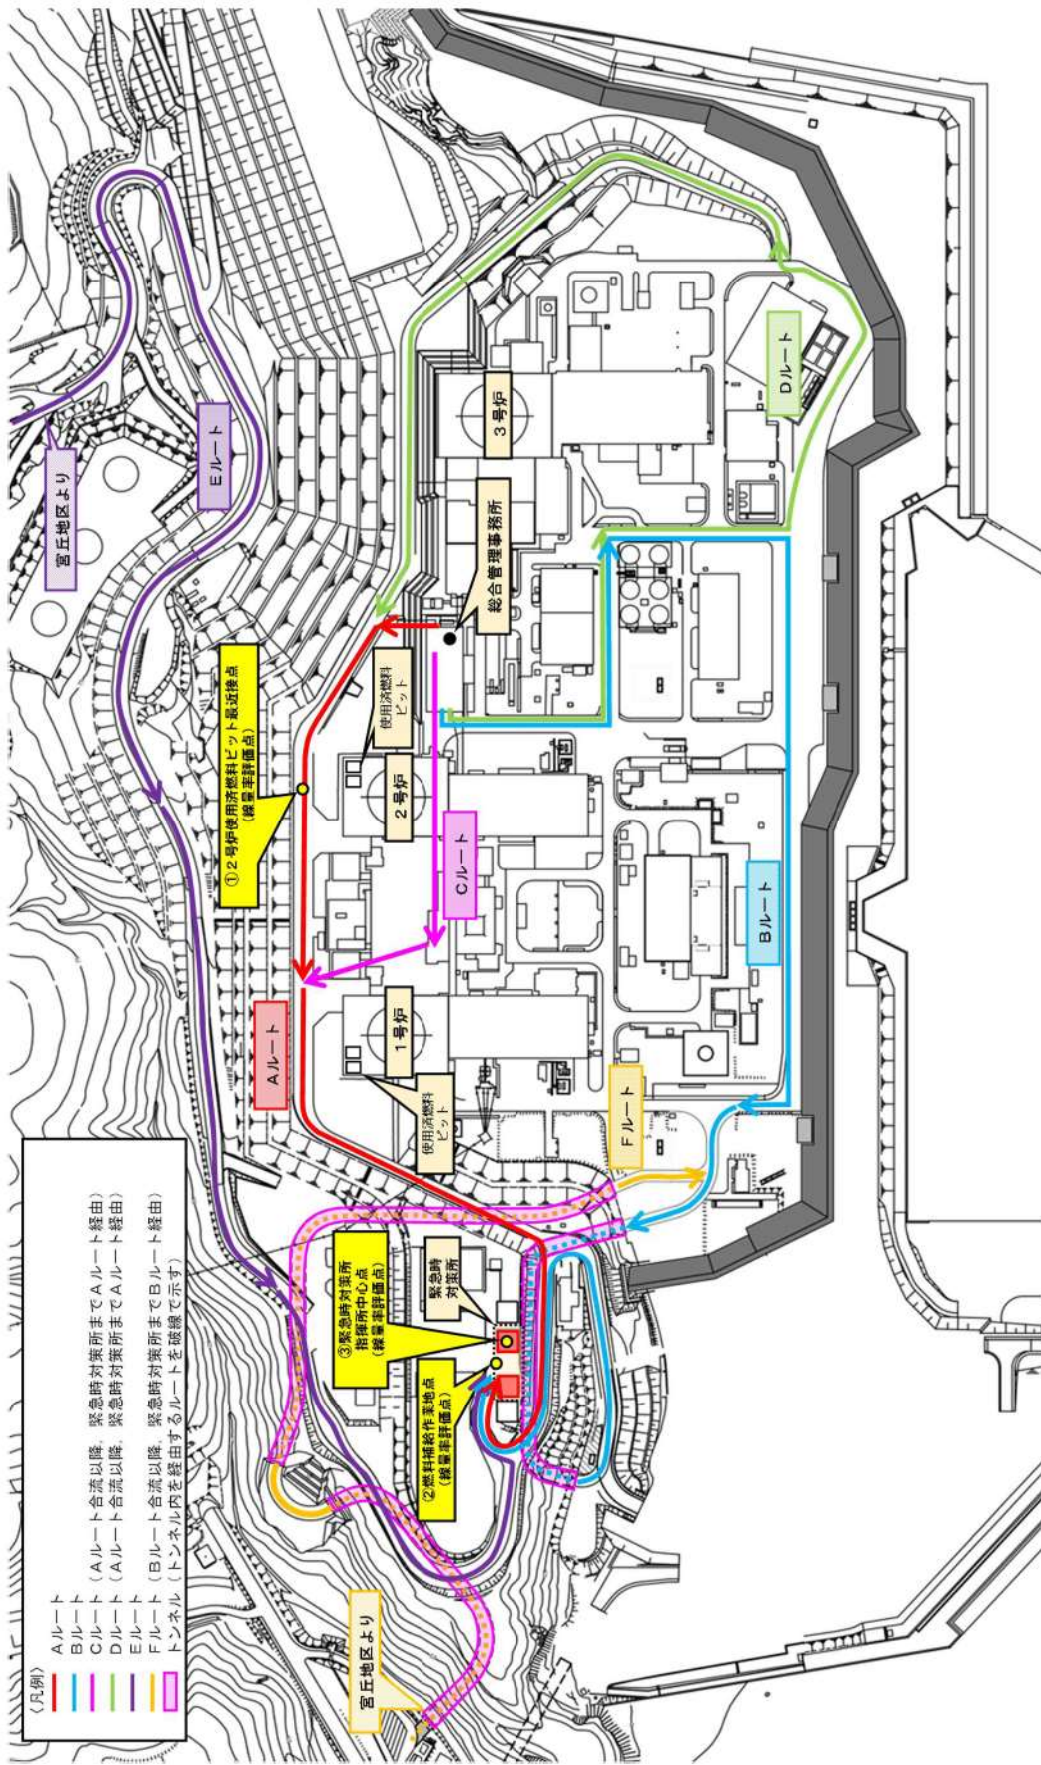 〈凡例〉
Aルート
Bルート
Cルート（Aルート合流以降，緊急時対策所までAルート経由）
Dルート（Aルート合流以降，緊急時対策所までAルート経由）
Eルート
Fルート（Bルート合流以降，緊急時対策所までBルート経由）
トンネル（トンネル内を経由するルートを破線で示す）
宮丘地区より
Eルート
①2号炉使用済燃料ピット最近接点
（線量率評価点）
Aルート
使用済燃料
ピット
2号炉
総合管理事務所
3号炉
Dルート
Cルート
1号炉
使用済燃料
ピット
Bルート
Fルート
③緊急時対策所
指揮所中心点
（線量率評価点）
緊急時
対策所
②燃料補給作業地点
（線量率評価点）
宮丘地区より